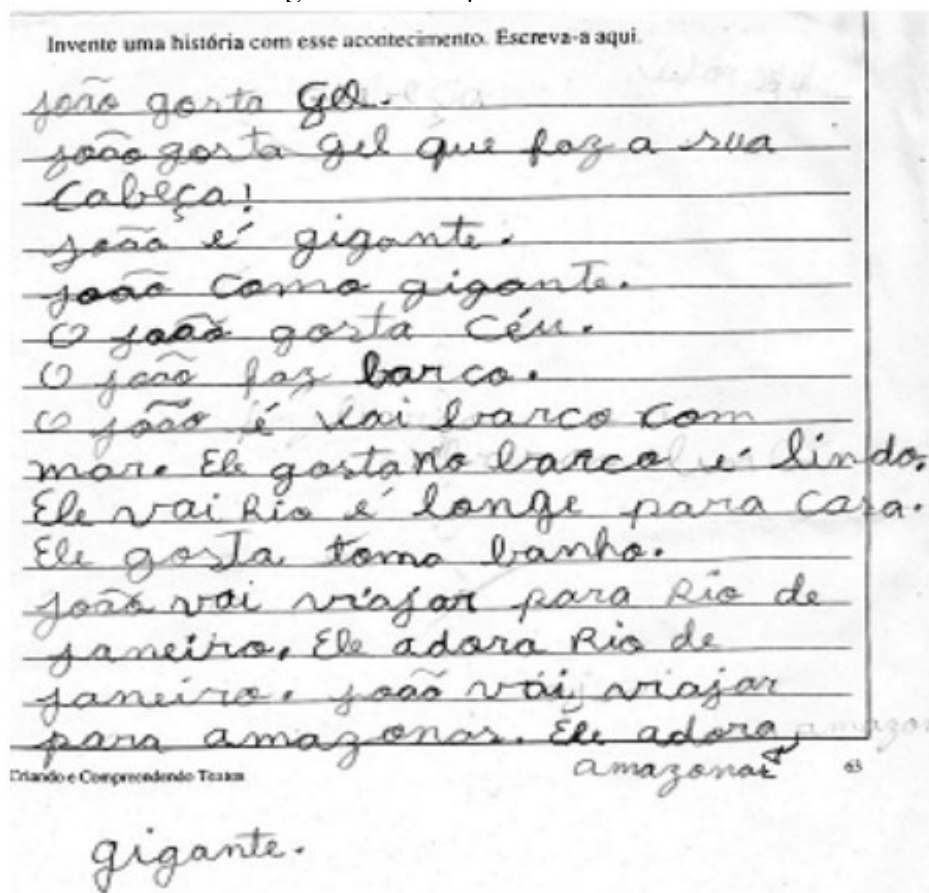 Invente uma história com esse acontecimento. Escreva-a aqui.
joão gosta Gel.
joão gosta gel que faz a sua
Cabeça!
joão é gigante.
joão como gigante.
O joão gosta céu.
O joão faz barco.
O joão é vai barco com
mar. Ele gosta no barco é lindo.
Ele vai Rio é longe para casa.
Ele gosta toma banho.
joão vai viajar para Rio de
janeiro. Ele adora Rio de
janeiro. joão vai viajar
para amazonas. Ele adora
amazonas
Criando e Compreendendo Textos 63
gigante.